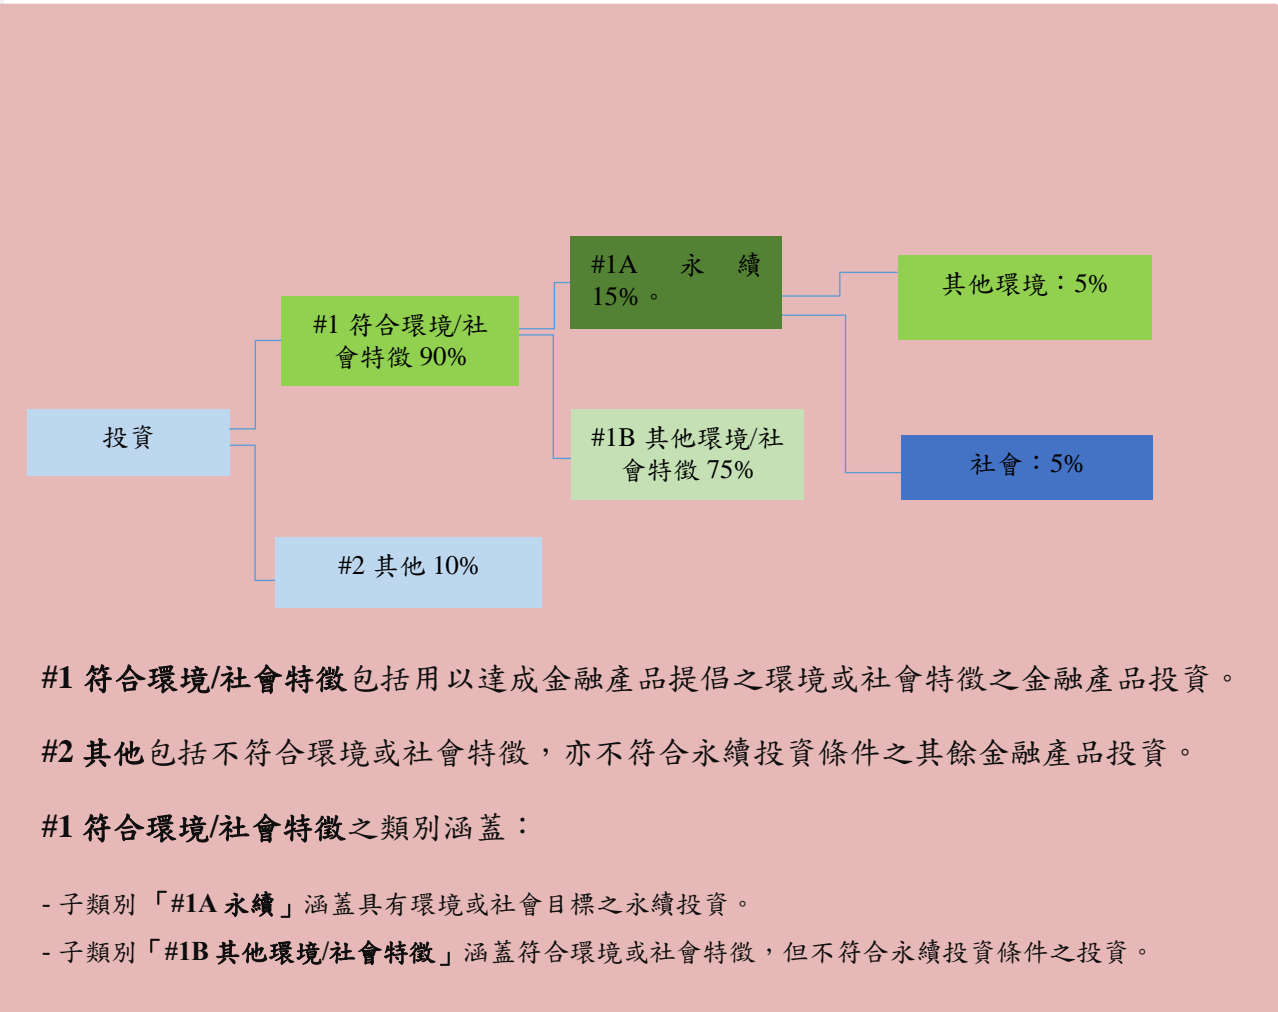 #1A 永續
15%。
其他環境：5%
#1 符合環境/社
會特徵 90%
投資
#1B 其他環境/社
會特徵 75%
社會：5%
#2 其他 10%
#1 符合環境/社會特徵包括用以達成金融產品提倡之環境或社會特徵之金融產品投資。
#2 其他包括不符合環境或社會特徵，亦不符合永續投資條件之其餘金融產品投資。
#1 符合環境/社會特徵之類別涵蓋：
- 子類別「#1A 永續」涵蓋具有環境或社會目標之永續投資。
- 子類別「#1B 其他環境/社會特徵」涵蓋符合環境或社會特徵，但不符合永續投資條件之投資。